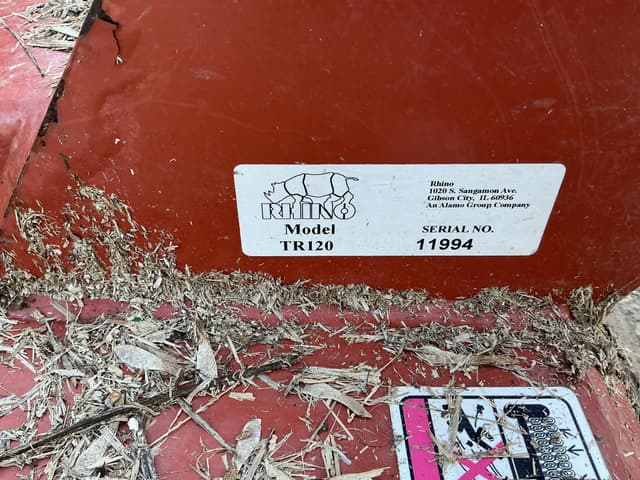 RHINO
Model
TR120
Rhino
1020 S. Sangamon Ave.
Gibson City, IL 60936
An Alamo Group Company
SERIAL NO.
11994